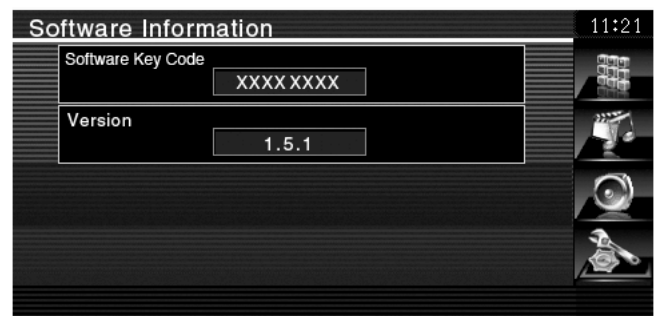 Software Information
11:21
Software Key Code
XXXX XXXX
Version
1.5.1